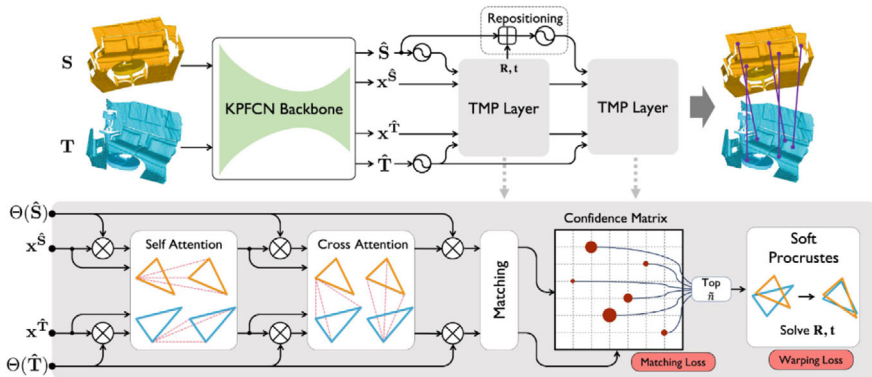 Repositioning
S
KPFCN Backbone
Ŝ
R, t
x^Ŝ
TMP Layer
TMP Layer
T
x^T̂
T̂
Θ(Ŝ)
x^Ŝ
Self Attention
Cross Attention
Matching
Confidence Matrix
Top
ñ
Soft
Procrustes
Solve R, t
x^T̂
Θ(T̂)
Matching Loss
Warping Loss